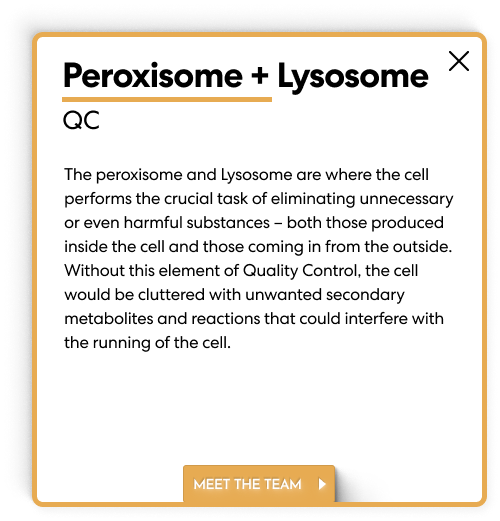 Peroxisome + Lysosome
QC
The peroxisome and Lysosome are where the cell
performs the crucial task of eliminating unnecessary
or even harmful substances – both those produced
inside the cell and those coming in from the outside.
Without this element of Quality Control, the cell
would be cluttered with unwanted secondary
metabolites and reactions that could interfere with
the running of the cell.
MEET THE TEAM